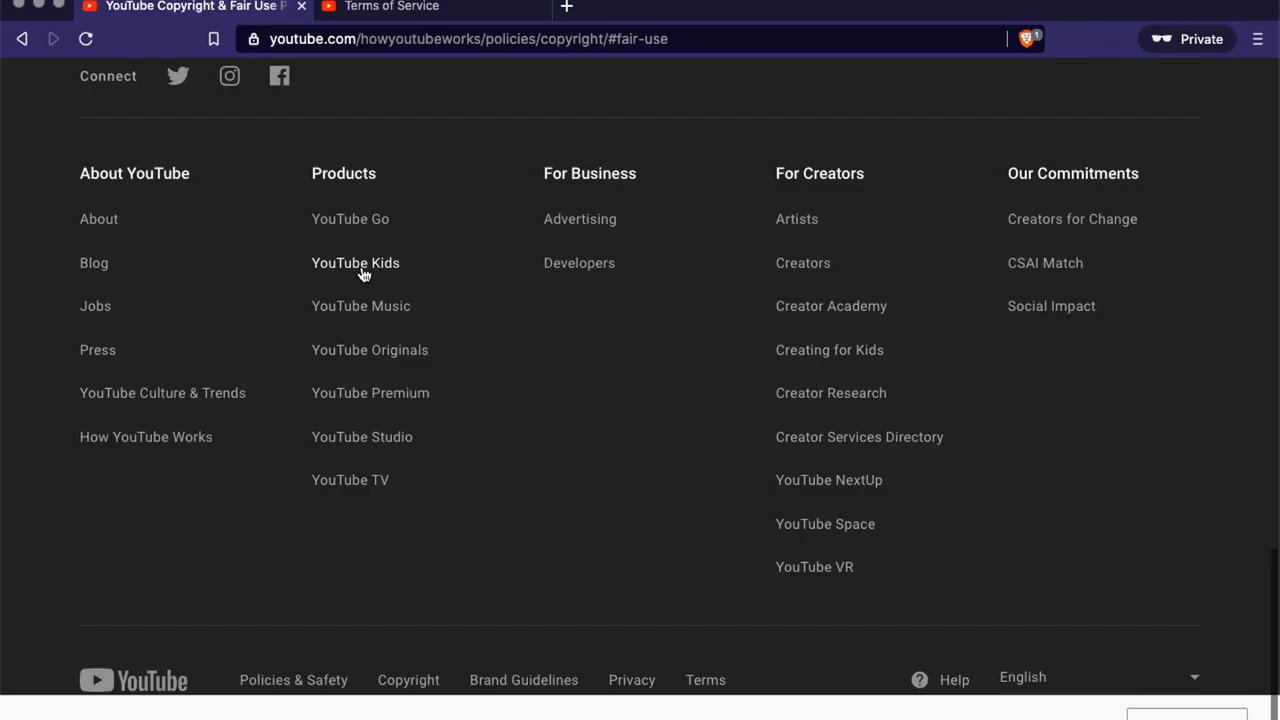 YouTube Copyright & Fair Use P
Terms of Service
youtube.com/howyoutubeworks/policies/copyright/#fair-use
1
Private
Connect
About YouTube
About
Blog
Jobs
Press
YouTube Culture & Trends
How YouTube Works
Products
YouTube Go
YouTube Kids
YouTube Music
YouTube Originals
YouTube Premium
YouTube Studio
YouTube TV
For Business
Advertising
Developers
For Creators
Artists
Creators
Creator Academy
Creating for Kids
Creator Research
Creator Services Directory
YouTube NextUp
YouTube Space
YouTube VR
Our Commitments
Creators for Change
CSAI Match
Social Impact
YouTube
Policies & Safety
Copyright
Brand Guidelines
Privacy
Terms
Help
English